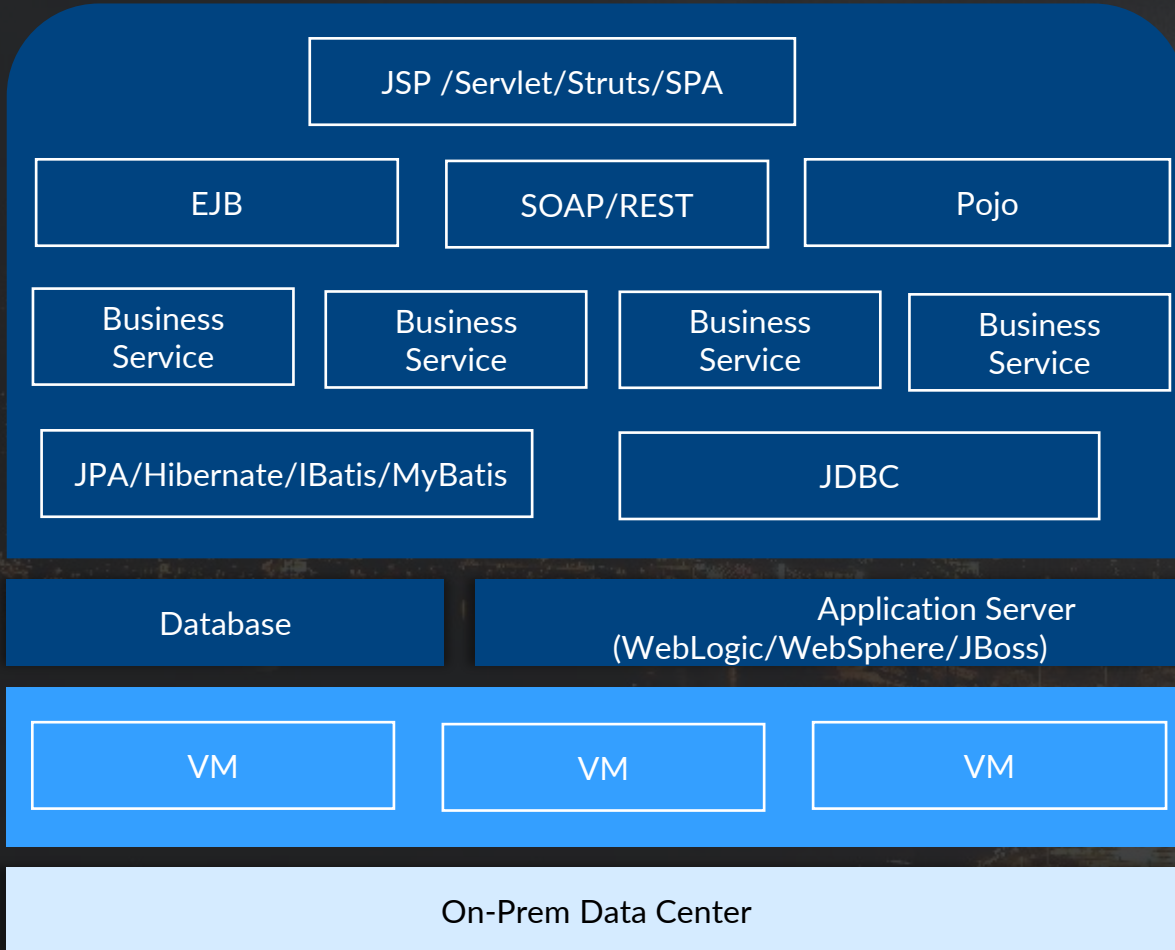 JSP /Servlet/Struts/SPA
EJB
SOAP/REST
Pojo
Business
Service
Business
Service
Business
Service
Business
Service
JPA/Hibernate/IBatis/MyBatis
JDBC
Database
Application Server
(WebLogic/WebSphere/JBoss)
VM
VM
VM
On-Prem Data Center